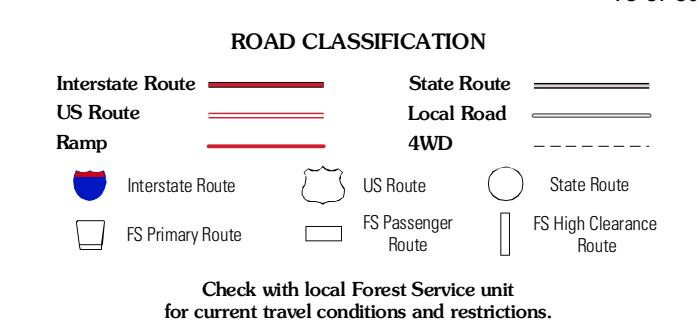 ROAD CLASSIFICATION
Interstate Route
State Route
US Route
Local Road
Ramp
4WD
Interstate Route
US Route
State Route
FS Primary Route
FS Passenger
Route
FS High Clearance
Route
Check with local Forest Service unit
for current travel conditions and restrictions.